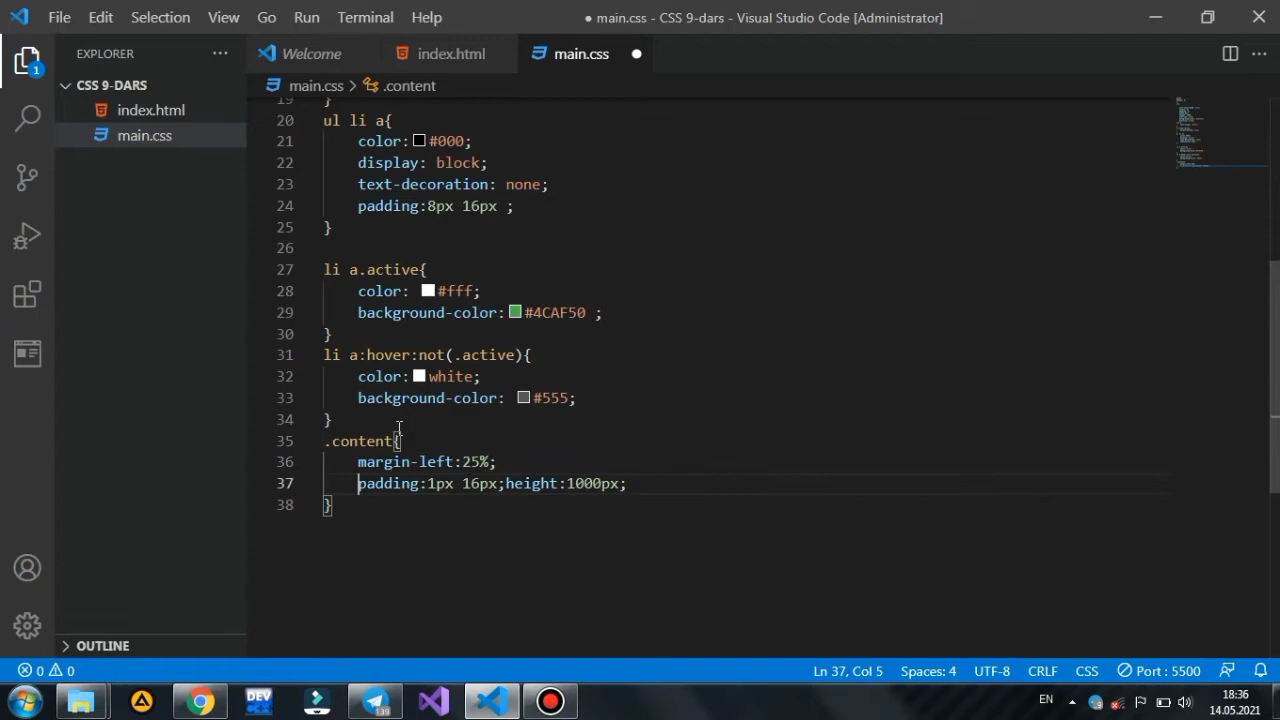 File Edit Selection View Go Run Terminal Help
● main.css - CSS 9-dars - Visual Studio Code [Administrator]
EXPLORER
Welcome
index.html
main.css
CSS 9-DARS
main.css > .content
index.html
main.css
1
19 }
20 ul li a{
21 color: #000;
22 display: block;
23 text-decoration: none;
24 padding:8px 16px ;
25 }
26
27 li a.active{
28 color: #fff;
29 background-color: #4CAF50 ;
30 }
31 li a:hover:not(.active){
32 color: white;
33 background-color: #555;
34 }
35 .content{
36 margin-left:25%;
37 padding:1px 16px;height:1000px;
38 }
OUTLINE
0 0
Ln 37, Col 5 Spaces: 4 UTF-8 CRLF CSS Port : 5500
DEV
139
EN
18:36
14.05.2021